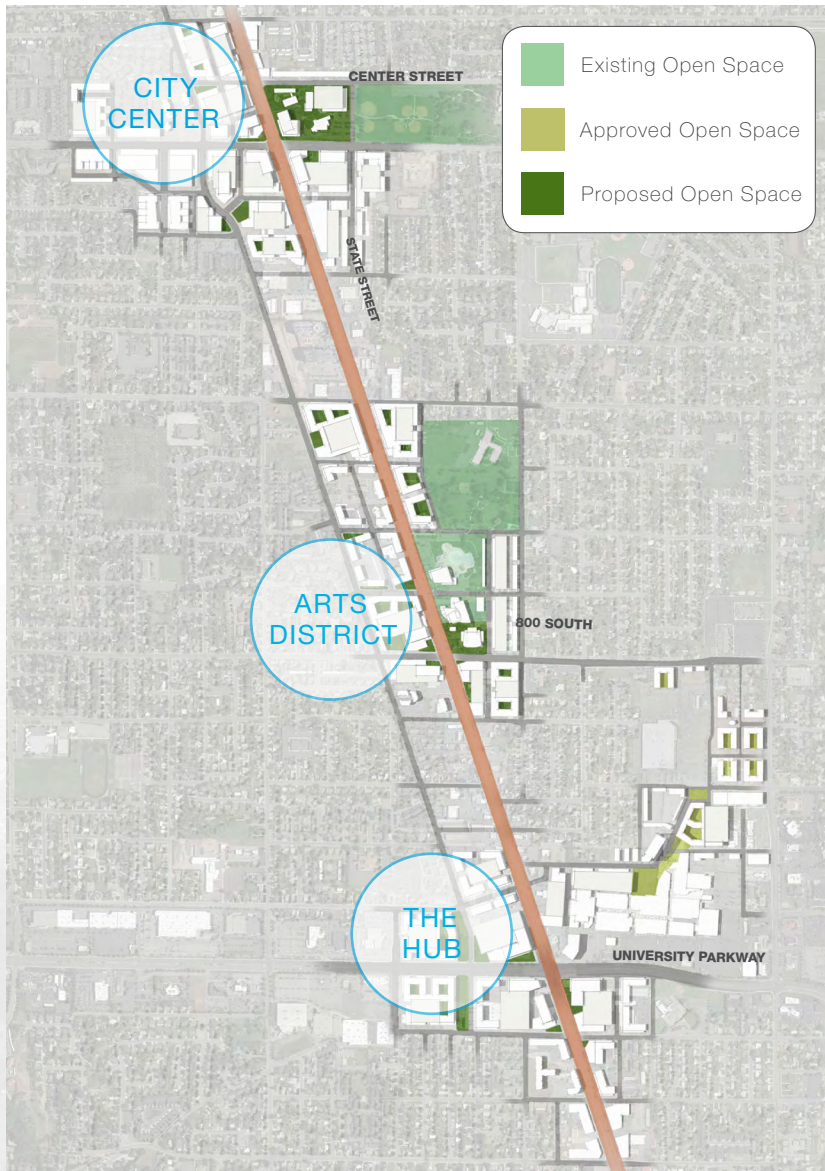 CITY
CENTER
CENTER STREET
Existing Open Space
Approved Open Space
Proposed Open Space
STATE STREET
ARTS
DISTRICT
800 SOUTH
THE
HUB
UNIVERSITY PARKWAY